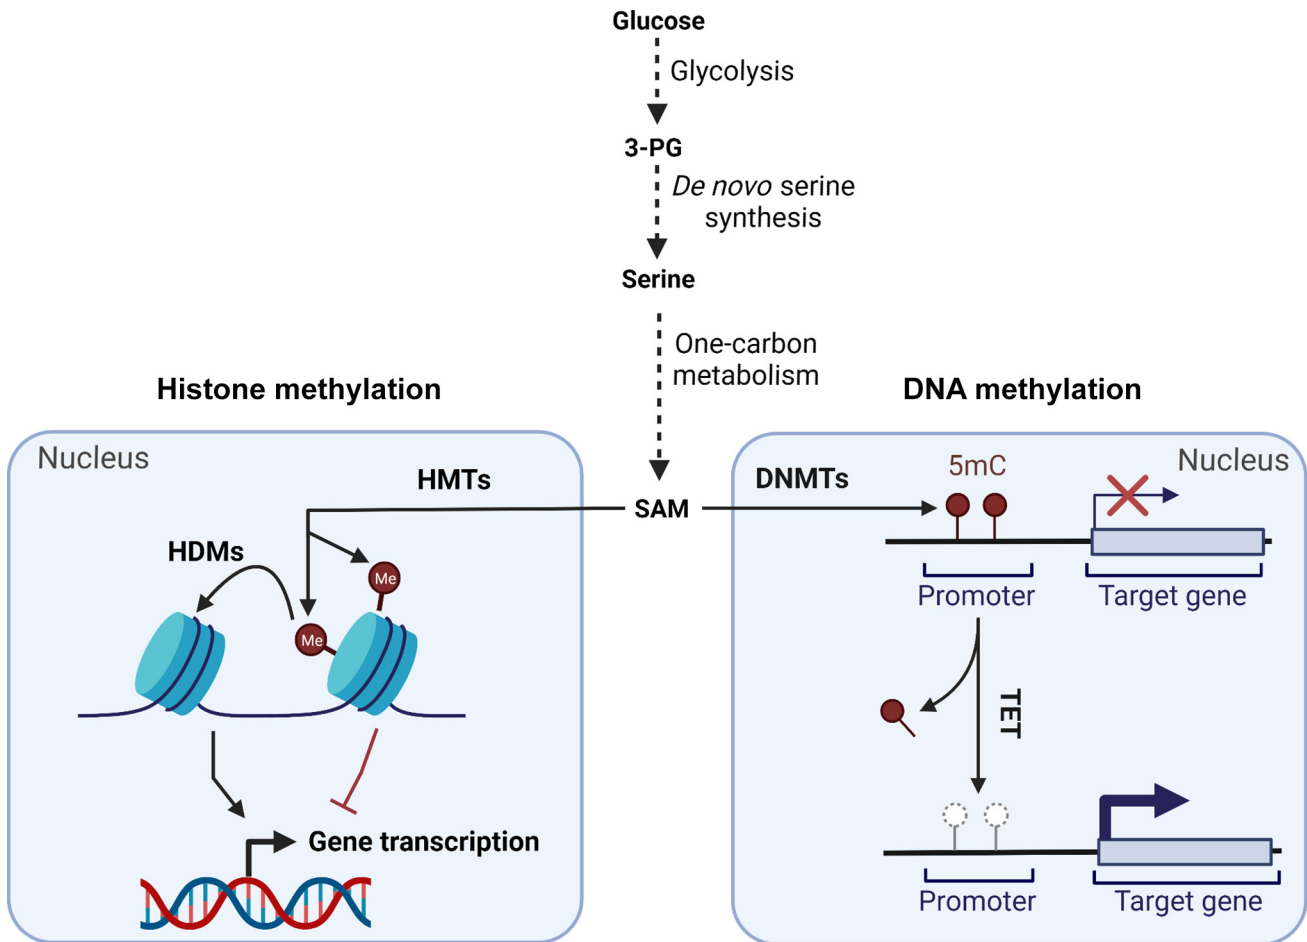 Glucose
Glycolysis
3-PG
De novo serine
synthesis
Serine
One-carbon
metabolism
SAM
Histone methylation
Nucleus
HMTs
HDMs
Me
Me
Gene transcription
DNA methylation
Nucleus
DNMTs
5mC
Promoter
Target gene
TET
Promoter
Target gene